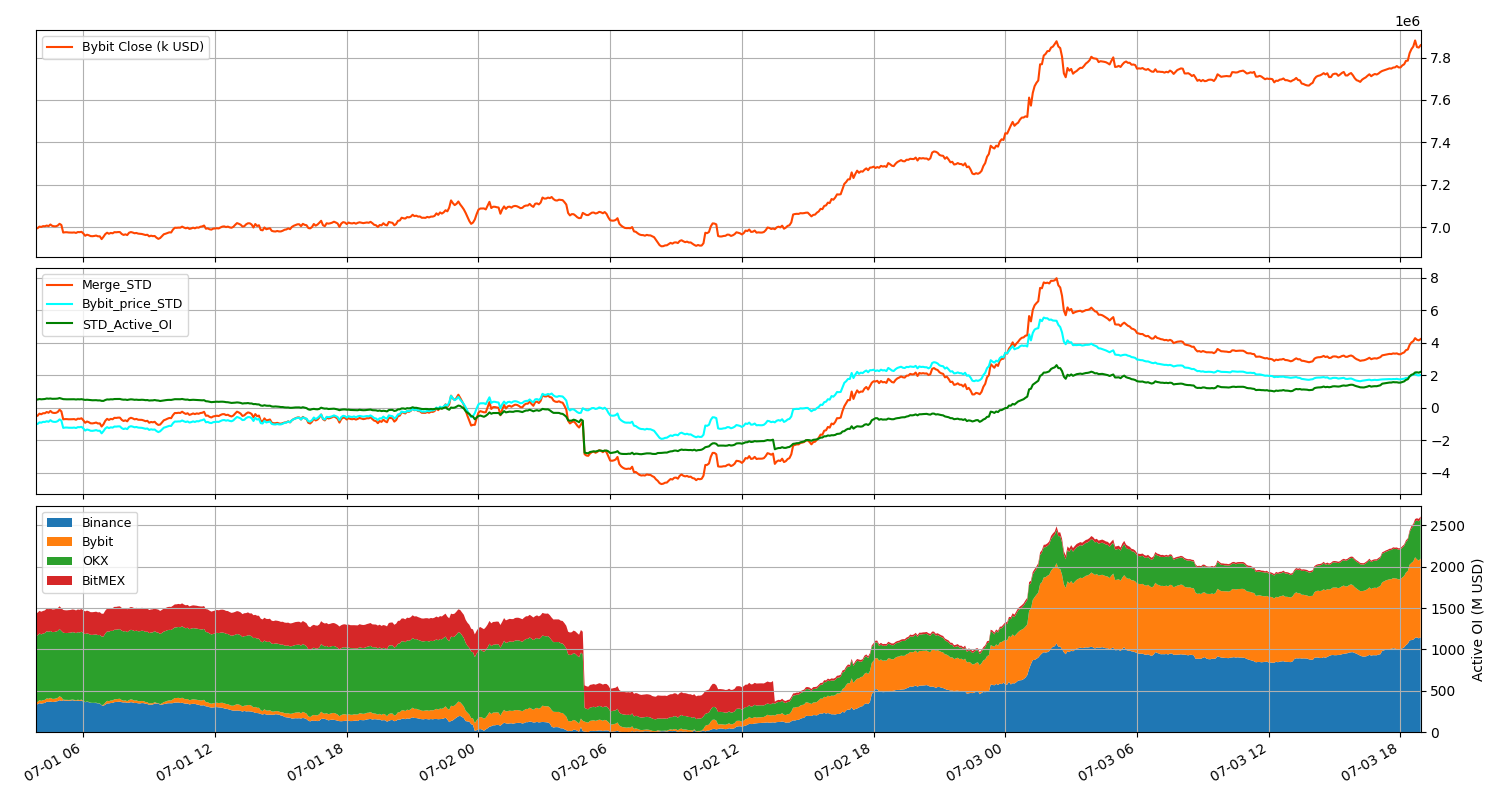 1e6
Bybit Close (k USD)
7.8
7.6
7.4
7.2
7.0
Merge_STD
Bybit_price_STD
STD_Active_OI
8
6
4
2
0
−2
−4
Binance
Bybit
OKX
BitMEX
2500
2000
1500
1000
500
0
Active OI (M USD)
07-01 06
07-01 12
07-01 18
07-02 00
07-02 06
07-02 12
07-02 18
07-03 00
07-03 06
07-03 12
07-03 18